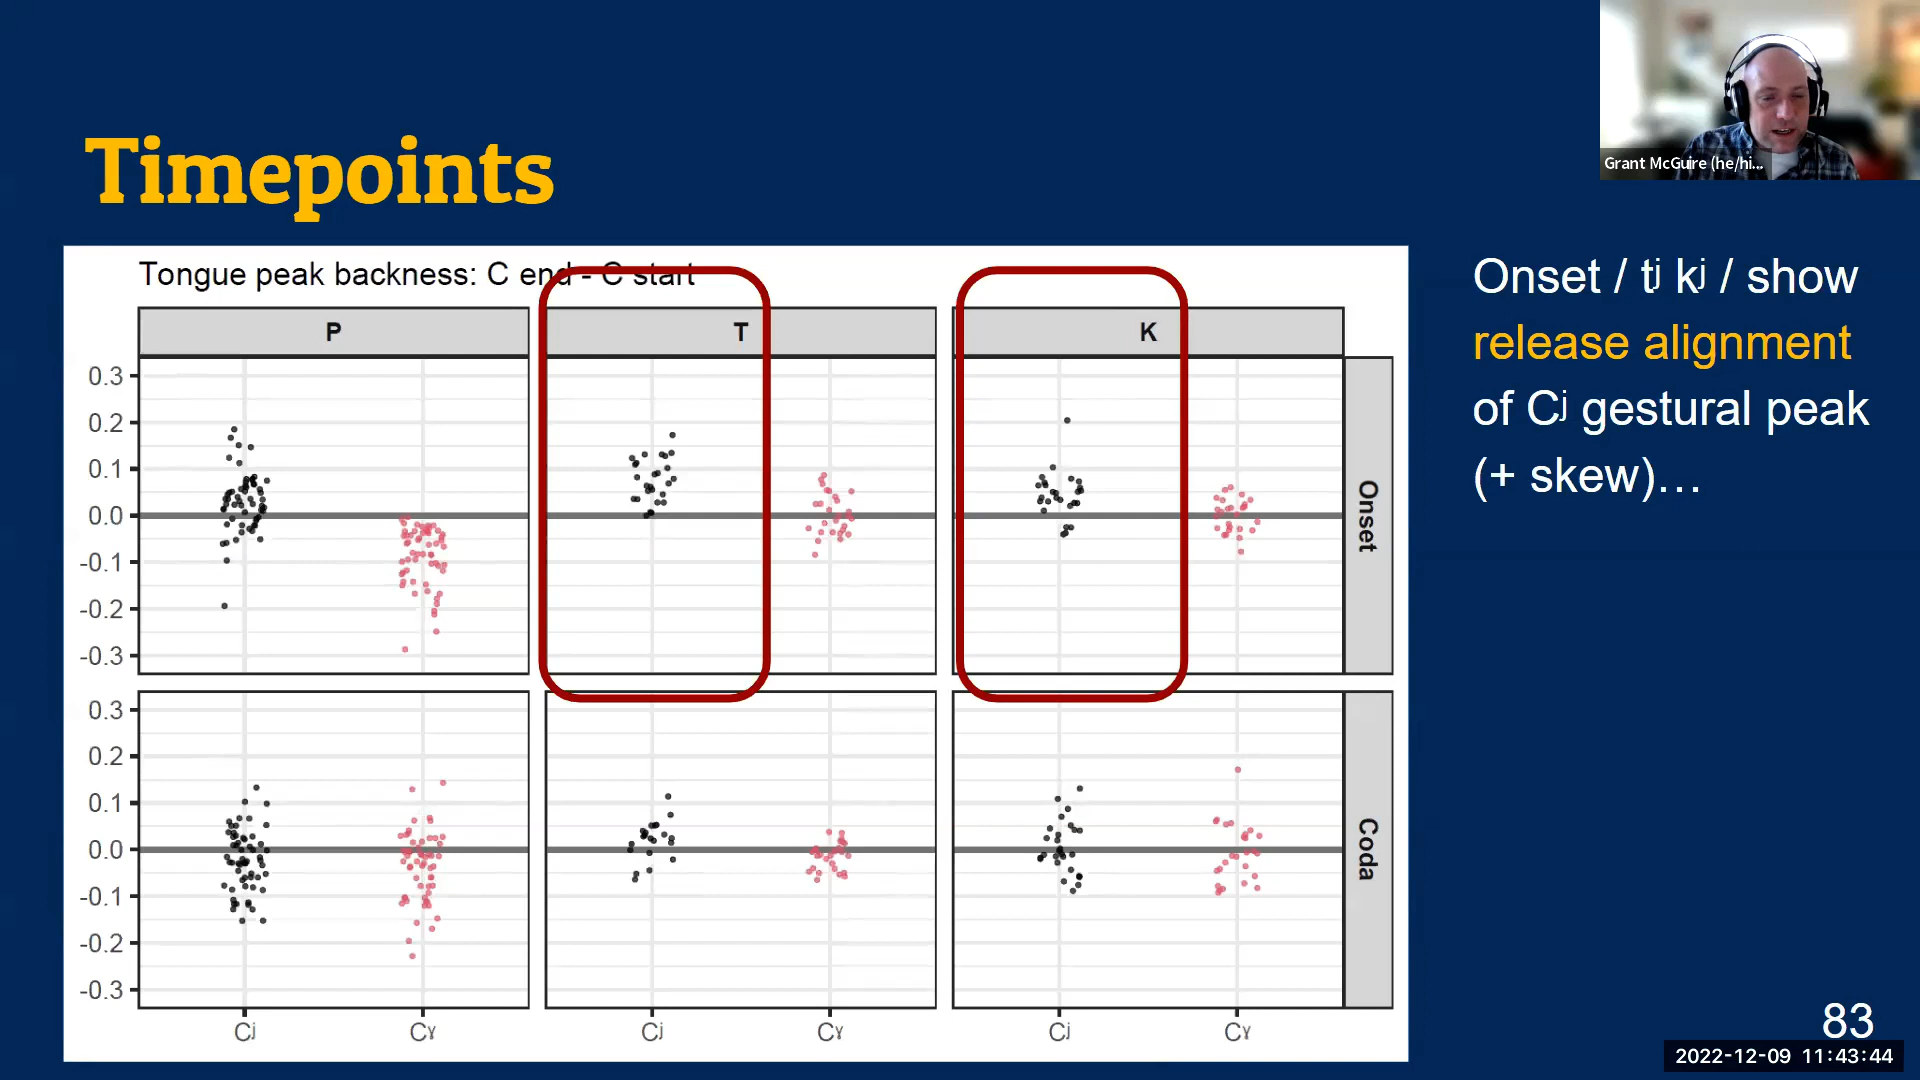 Grant McGuire (he/hi...
Timepoints
Tongue peak backness: C end - C start
P
T
K
0.3
0.2
0.1
0.0
-0.1
-0.2
-0.3
Onset
0.3
0.2
0.1
0.0
-0.1
-0.2
-0.3
Coda
Cʲ
Cˠ
Cʲ
Cˠ
Cʲ
Cˠ
Onset / tʲ kʲ / show
release alignment
of Cʲ gestural peak
(+ skew)…
83
2022-12-09 11:43:44